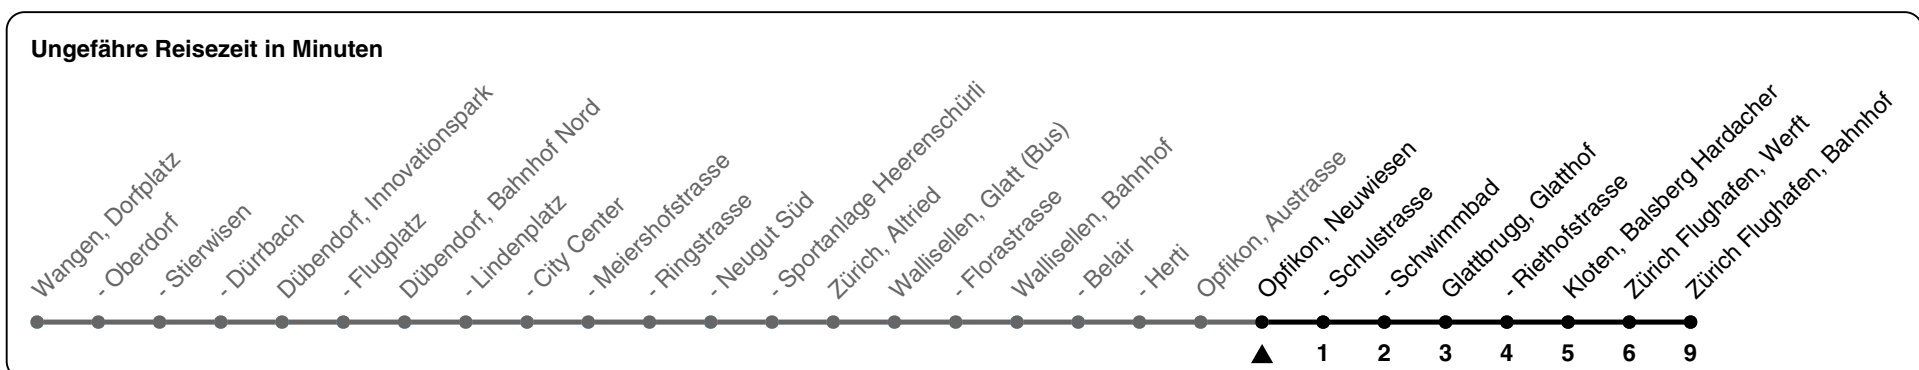 Ungefähre Reisezeit in Minuten
Wangen, Dorfplatz
- Oberdorf
- Stierwisen
- Dürrbach
Dübendorf, Innovationspark
- Flugplatz
Dübendorf, Bahnhof Nord
- Lindenplatz
- City Center
- Meiershofstrasse
- Ringstrasse
- Neugut Süd
- Sportanlage Heerenschürli
Zürich, Altried
Wallisellen, Glatt (Bus)
- Florastrasse
Wallisellen, Bahnhof
- Belair
- Herti
Opfikon, Austrasse
Opfikon, Neuwiesen
- Schulstrasse
- Schwimmbad
Glattbrugg, Glatthof
- Riethofstrasse
Kloten, Balsberg Hardacher
Zürich Flughafen, Werft
Zürich Flughafen, Bahnhof
1 2 3 4 5 6 9